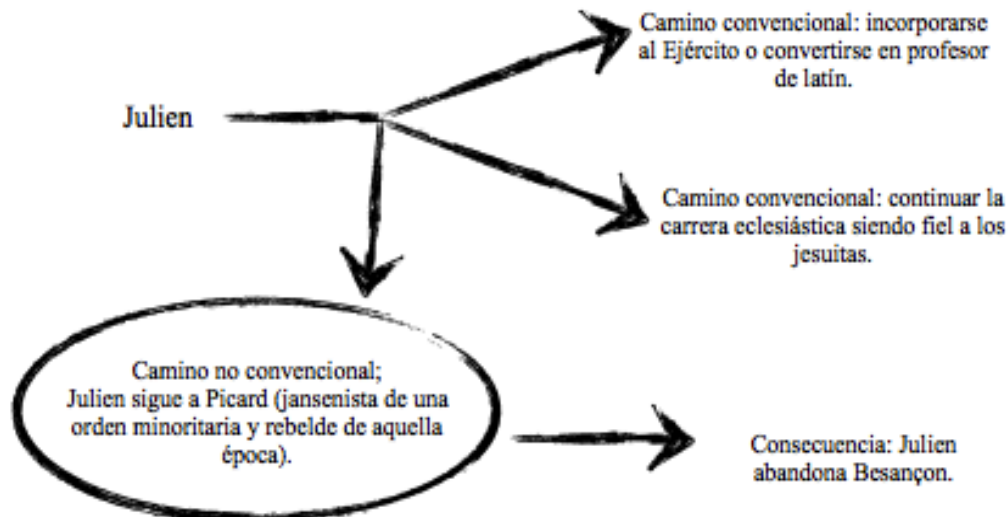 Camino convencional: incorporarse
al Ejército o convertirse en profesor
de latín.
Julien
Camino convencional: continuar la
carrera eclesiástica siendo fiel a los
jesuitas.
Camino no convencional;
Julien sigue a Picard (jansenista de una
orden minoritaria y rebelde de aquella
época).
Consecuencia: Julien
abandona Besançon.